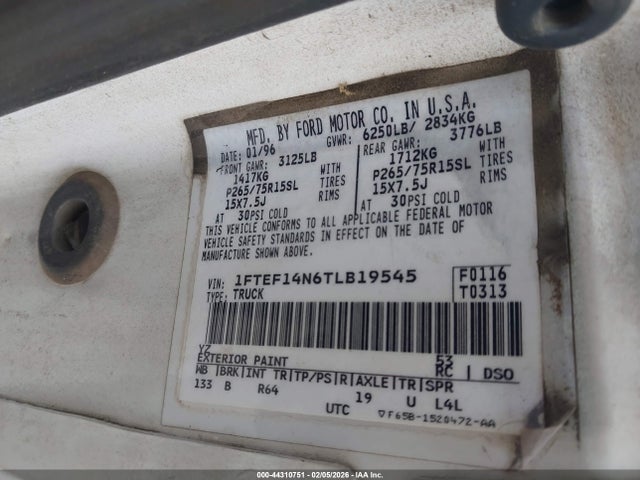 MFD. BY FORD MOTOR CO. IN U.S.A.
DATE: 01/96 GVWR: 6250LB/ 2834KG
FRONT GAWR: 3125LB REAR GAWR: 3776LB
1417KG WITH 1712KG WITH
P265/75R15SL TIRES P265/75R15SL TIRES
15X7.5J RIMS 15X7.5J RIMS
AT 30PSI COLD AT 30PSI COLD
THIS VEHICLE CONFORMS TO ALL APPLICABLE FEDERAL MOTOR
VEHICLE SAFETY STANDARDS IN EFFECT ON THE DATE OF
MANUFACTURE SHOWN ABOVE.
VIN: 1FTEF14N6TLB19545 F0116
TYPE: TRUCK T0313
YZ
EXTERIOR PAINT 53 RC DSO
WB |BRK|INT TR|TP/PS|R|AXLE|TR|SPR
133 B R64 19 U L4L
UTC ▽F65B-1520472-AA
00-44310751 - 02/05/2026 - Copyright © IAA, Inc.